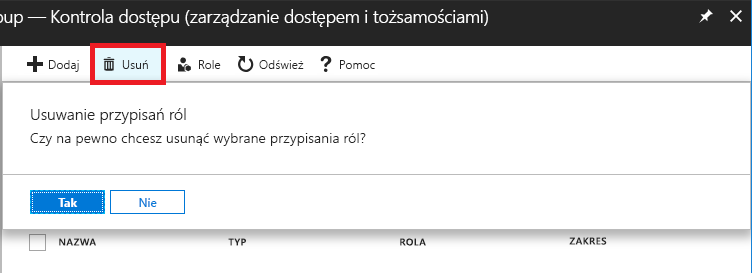 oup — Kontrola dostępu (zarządzanie dostępem i tożsamościami)
Dodaj Usuń Role Odśwież Pomoc
Usuwanie przypisań ról
Czy na pewno chcesz usunąć wybrane przypisania ról?
Tak Nie
NAZWA TYP ROLA ZAKRES